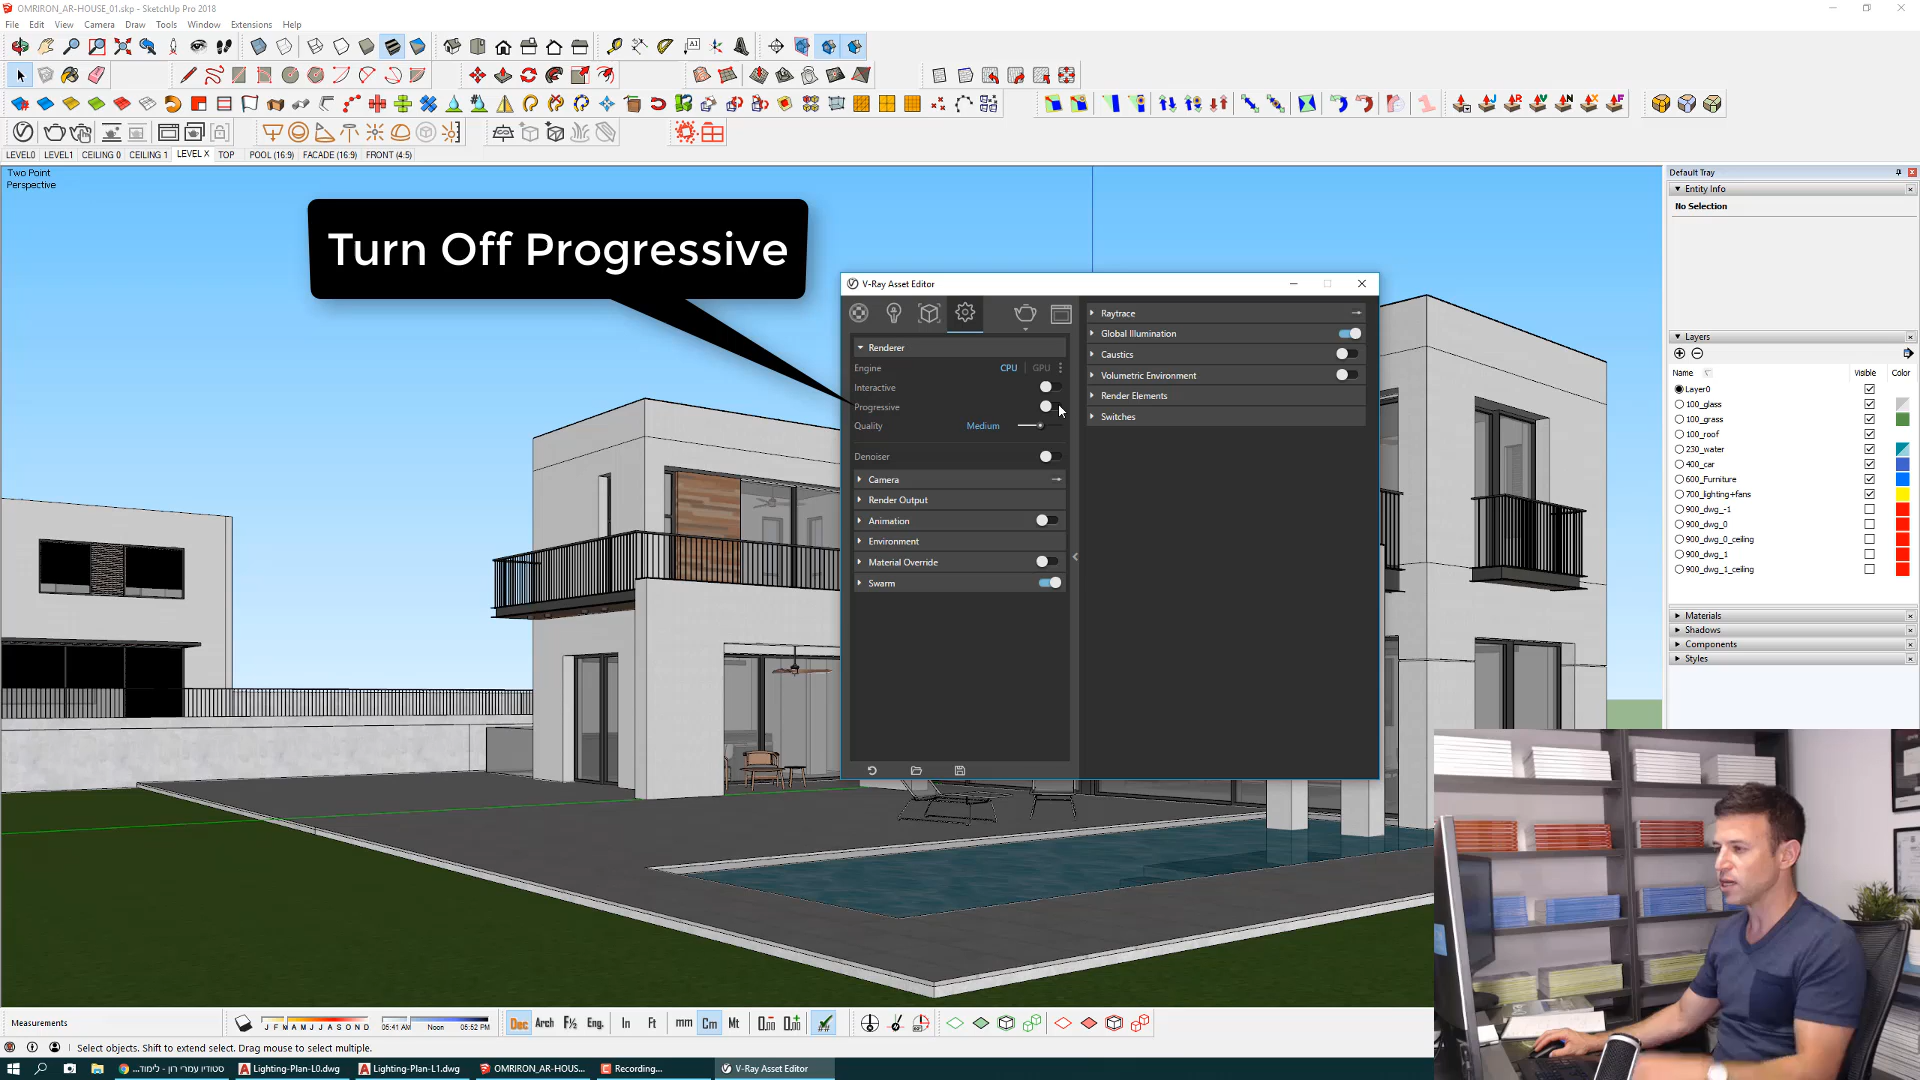 OMRIRON_AR-HOUSE_01.skp - SketchUp Pro 2018
File Edit View Camera Draw Tools Window Extensions Help
LEVEL0 LEVEL1 CEILING 0 CEILING 1 LEVEL X TOP POOL (16:9) FACADE (16:9) FRONT (4:5)
Two Point
Perspective
Turn Off Progressive
V-Ray Asset Editor
Renderer
Engine CPU GPU
Interactive
Progressive
Quality Medium
Denoiser
Camera
Render Output
Animation
Environment
Material Override
Swarm
Raytrace
Global Illumination
Caustics
Volumetric Environment
Render Elements
Switches
Default Tray
Entity Info
No Selection
Layers
Name Visible Color
Layer0
100_glass
100_grass
100_roof
230_water
400_car
600_Furniture
700_lighting+fans
900_dwg_-1
900_dwg_0
900_dwg_0_ceiling
900_dwg_1
900_dwg_1_ceiling
Materials
Shadows
Components
Styles
Measurements
J F M A M J J A S O N D 05:41 AM Noon 05:52 PM
Dec Arch F½ Eng. In Ft mm Cm Mt
Select objects. Shift to extend select. Drag mouse to select multiple.
סטודיו עמרי רון - לימוד... Lighting-Plan-L0.dwg Lighting-Plan-L1.dwg OMRIRON_AR-HOUS... Recording... V-Ray Asset Editor